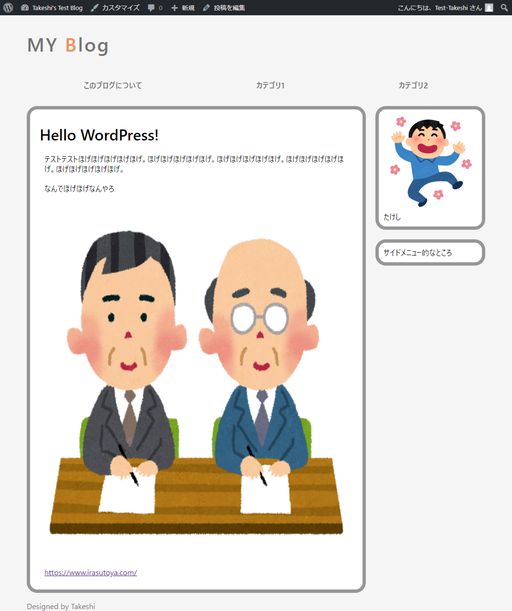 Takeshi's Test Blog カスタマイズ 0 新規 投稿を編集 こんにちは、Test-Takeshi さん
MY Blog
このブログについて カテゴリ1 カテゴリ2
Hello WordPress!
テストテストほげほげほげほげほげ。ほげほげほげほげほげ。ほげほげほげほげほげ。ほげほげほげほげほ
げ。ほげほげほげほげほげ。
なんでほげほげなんやろ
たけし
サイドメニュー的なところ
https://www.irasutoya.com/
Designed by Takeshi